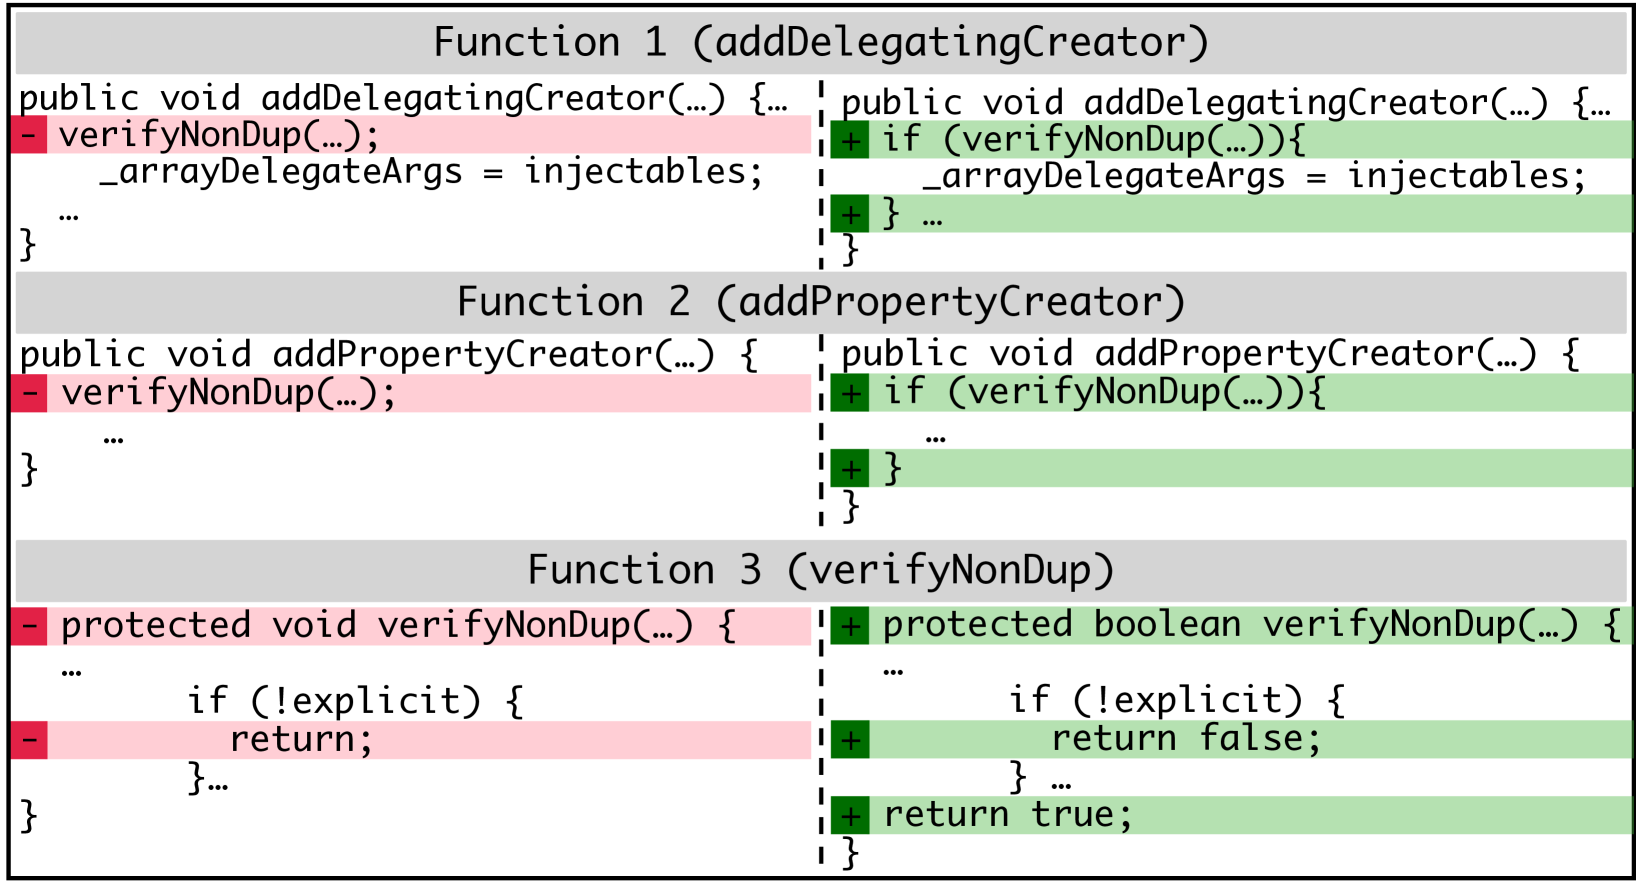 Function 1 (addDelegatingCreator)
public void addDelegatingCreator(…) {…
- verifyNonDup(…);
_arrayDelegateArgs = injectables;
…
}
public void addDelegatingCreator(…) {…
+ if (verifyNonDup(…)){
_arrayDelegateArgs = injectables;
+ } …
}
Function 2 (addPropertyCreator)
public void addPropertyCreator(…) {
- verifyNonDup(…);
…
}
public void addPropertyCreator(…) {
+ if (verifyNonDup(…)){
…
+ }
}
Function 3 (verifyNonDup)
- protected void verifyNonDup(…) {
…
if (!explicit) {
- return;
}…
}
+ protected boolean verifyNonDup(…) {
…
if (!explicit) {
+ return false;
} …
+ return true;
}